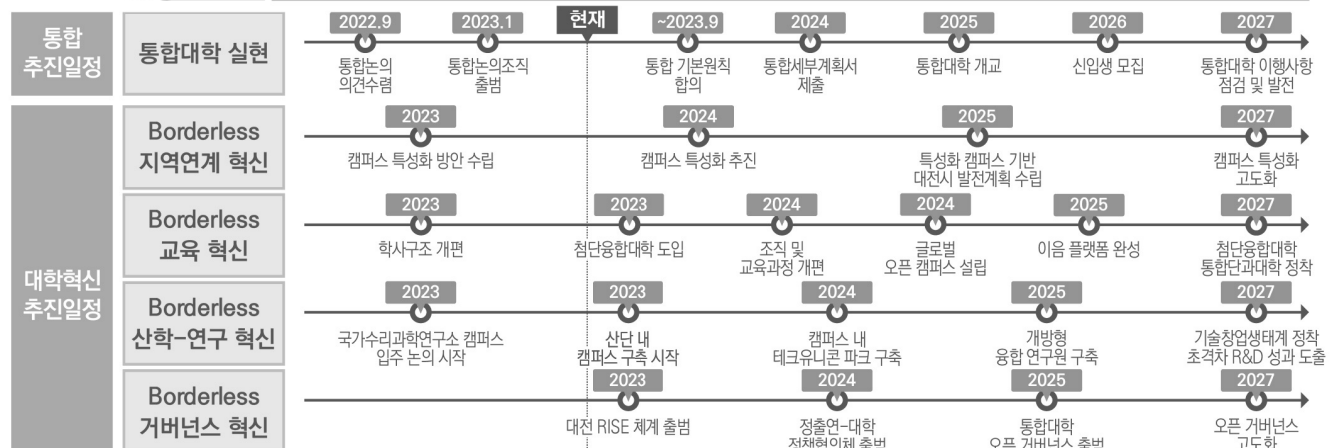 통합
추진일정
통합대학 실현
2022.9
2023.1
현재
~2023.9
2024
2025
2026
2027
통합논의
의견수렴
통합논의조직
출범
통합 기본원칙
합의
통합세부계획서
제출
통합대학 개교
신입생 모집
통합대학 이행사항
점검 및 발전
대학혁신
추진일정
Borderless
지역연계 혁신
2023
2024
2025
2027
캠퍼스 특성화 방안 수립
캠퍼스 특성화 추진
특성화 캠퍼스 기반
대전시 발전계획 수립
캠퍼스 특성화
고도화
Borderless
교육 혁신
2023
2023
2024
2024
2025
2027
학사구조 개편
첨단융합대학 도입
조직 및
교육과정 개편
글로벌
오픈 캠퍼스 설립
이음 플랫폼 완성
첨단융합대학
통합단과대학 정착
Borderless
산학-연구 혁신
2023
2023
2024
2025
2027
국가수리과학연구소 캠퍼스
입주 논의 시작
산단 내
캠퍼스 구축 시작
캠퍼스 내
테크유니콘 파크 구축
개방형
융합 연구원 구축
기술창업생태계 정착
초격차 R&D 성과 도출
Borderless
거버넌스 혁신
2023
2024
2025
2027
대전 RISE 체계 출범
정출연-대학
정책협의체 출범
통합대학
오픈 거버넌스 출범
오픈 거버넌스
고도화